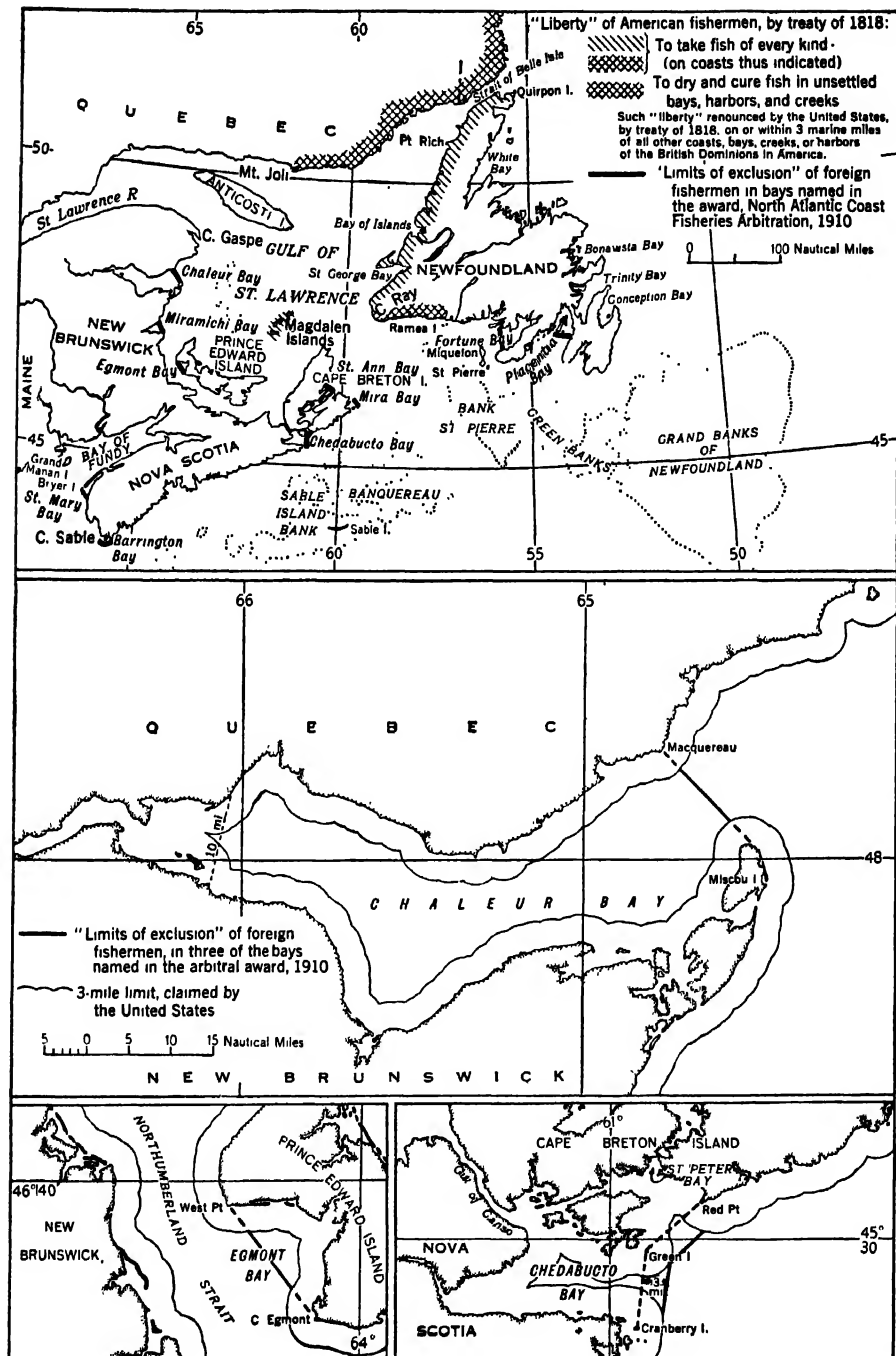 65
60
"Liberty" of American fishermen, by treaty of 1818:
To take fish of every kind
(on coasts thus indicated)
To dry and cure fish in unsettled
bays, harbors, and creeks
Such "liberty" renounced by the United States,
by treaty of 1818, on or within 3 marine miles
of all other coasts, bays, creeks, or harbors
of the British Dominions in America.
"Limits of exclusion" of foreign
fishermen in bays named in
the award, North Atlantic Coast
Fisheries Arbitration, 1910
0 100 Nautical Miles
Strait of Belle Isle
Quirpon I.
QUEBEC
Pt Rich
White
Bay
50
Mt. Joli
ANTICOSTI I
St Lawrence R
Bay of Islands
C. Gaspe
GULF OF
ST. LAWRENCE
St George Bay
NEWFOUNDLAND
Bonavista Bay
Trinity Bay
Conception Bay
Chaleur Bay
C. Ray
Ramea I
Miramichi Bay
Magdalen
Islands
NEW
BRUNSWICK
PRINCE
EDWARD
ISLAND
Fortune Bay
Miquelon
St Pierre
Placentia
Bay
Egmont Bay
St. Ann Bay
CAPE BRETON I.
Mira Bay
MAINE
BANK
ST PIERRE
GREEN BANKS
GRAND BANKS
OF
NEWFOUNDLAND
45
45
Chedabucto Bay
BAY OF
FUNDY
Grand
Manan I
Bryer I
St. Mary
Bay
NOVA SCOTIA
SABLE
ISLAND
BANK
BANQUEREAU
Sable I.
C. Sable
Barrington
Bay
60
55
50
66
65
QUEBEC
Macquereau
10 mi
48
Miscou I
CHALEUR BAY
"Limits of exclusion" of foreign
fishermen, in three of the bays
named in the arbitral award, 1910
3-mile limit, claimed by
the United States
5 0 5 10 15 Nautical Miles
NEW BRUNSWICK
46°40'
NORTHUMBERLAND
STRAIT
PRINCE EDWARD ISLAND
West Pt
NEW
BRUNSWICK
EGMONT
BAY
C Egmont
64°
61°
CAPE BRETON ISLAND
ST PETER
BAY
Gut of Canso
Red Pt
45°
30
NOVA
Green I
CHEDABUCTO
BAY
3
mi
SCOTIA
Cranberry I.